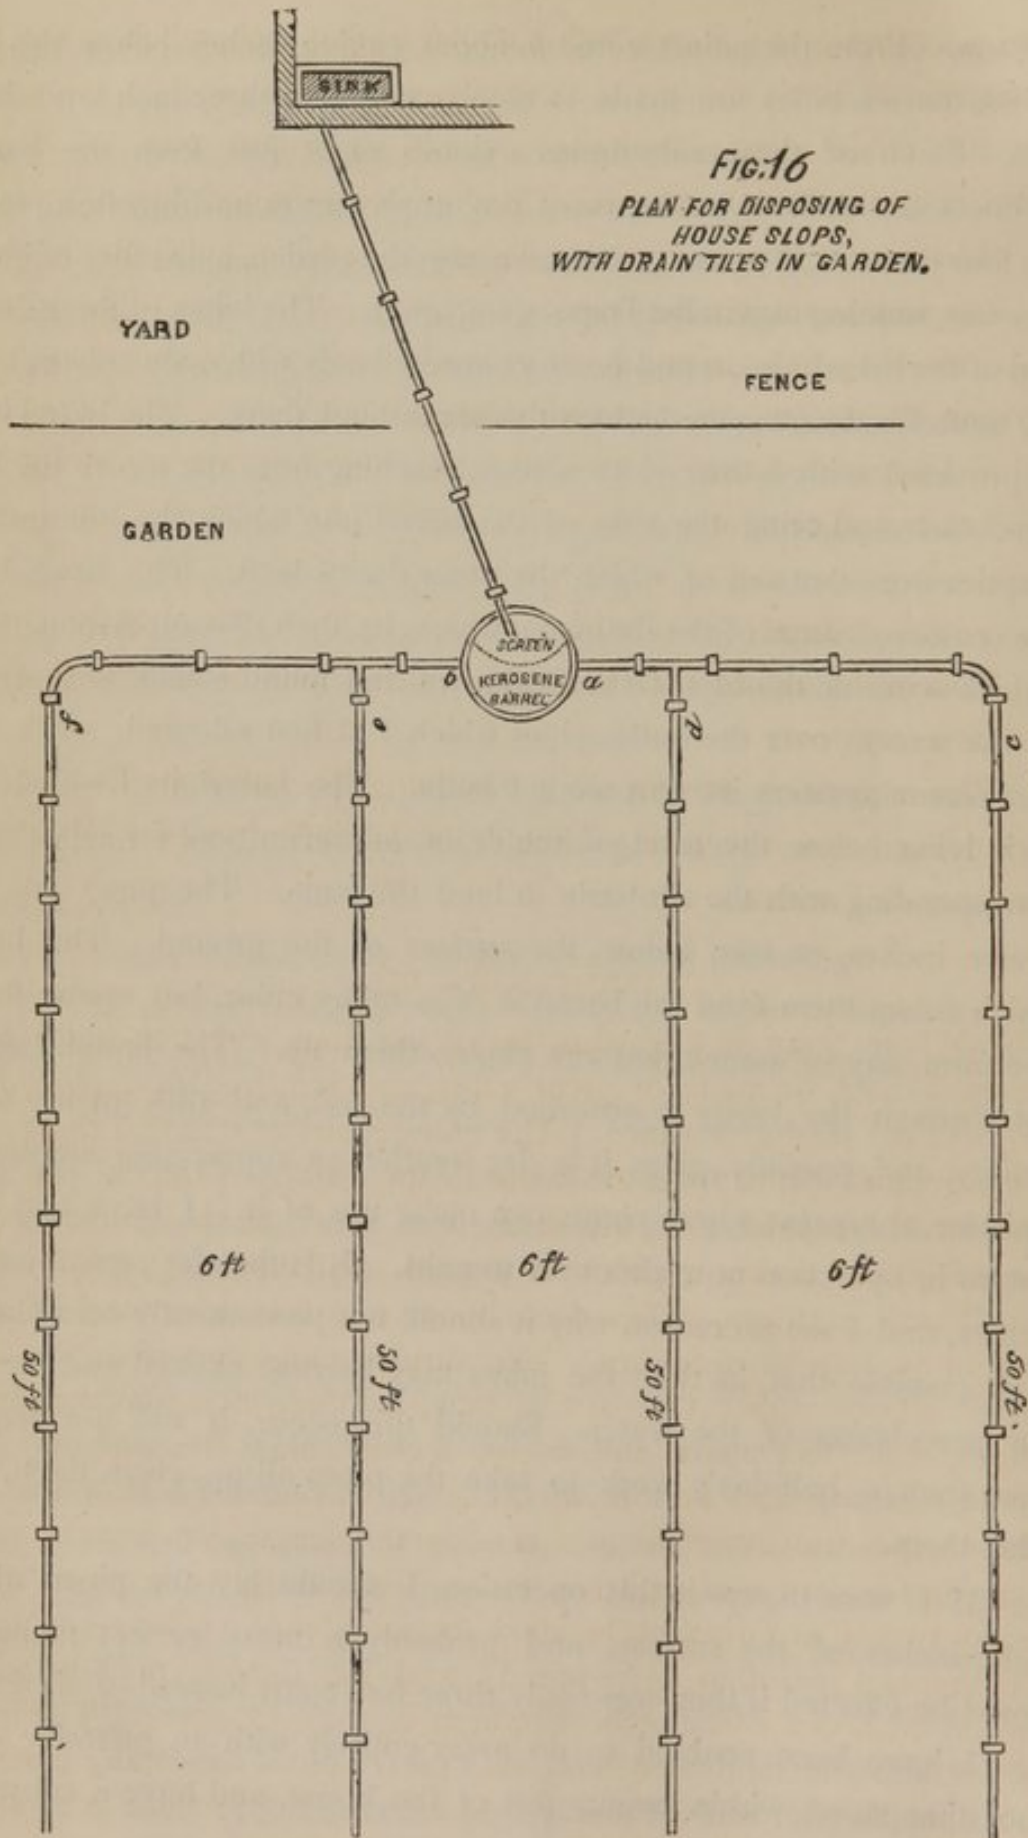 SINK
FIG. 16
PLAN FOR DISPOSING OF
HOUSE SLOPS,
WITH DRAIN TILES IN GARDEN.
YARD
FENCE
GARDEN
SCREEN
KEROSENE
BARREL
b
a
6 ft
6 ft
6 ft
50 ft
50 ft
50 ft
50 ft.